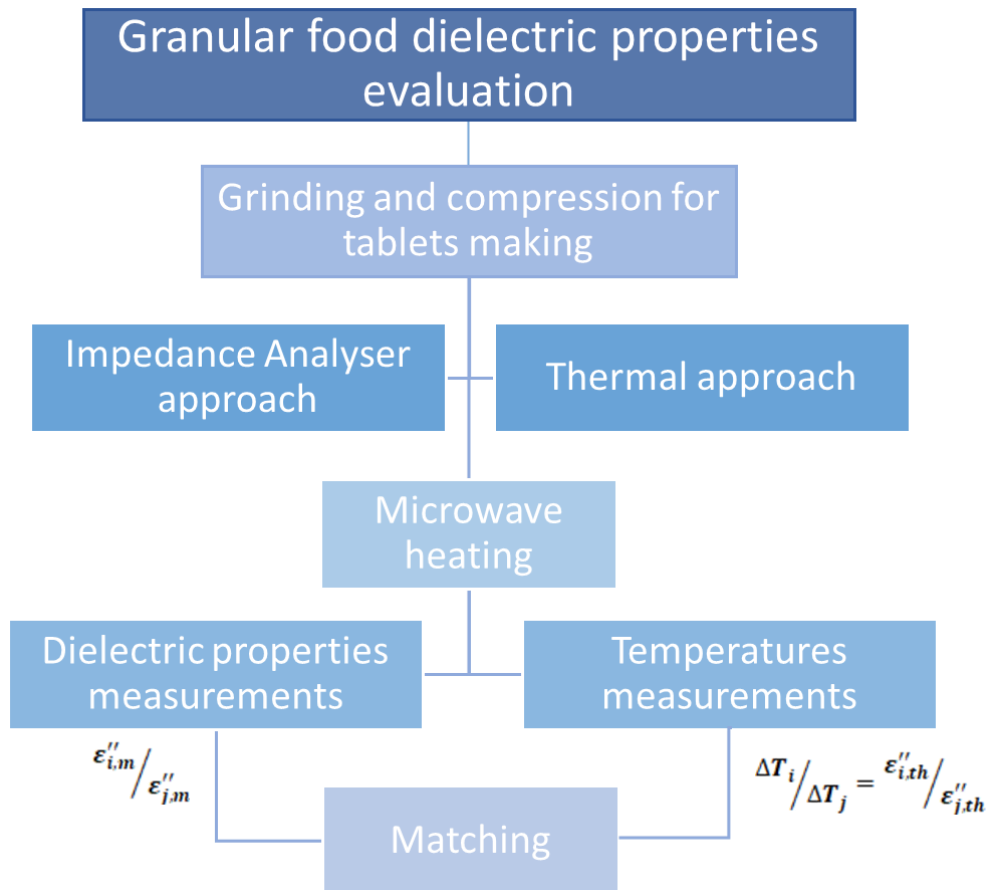 Granular food dielectric properties
evaluation
Grinding and compression for
tablets making
Impedance Analyser
approach
Thermal approach
Microwave
heating
Dielectric properties
measurements
Temperatures
measurements
ε″i,m/ε″j,m
ΔTi/ΔTj = ε″i,th/ε″j,th
Matching